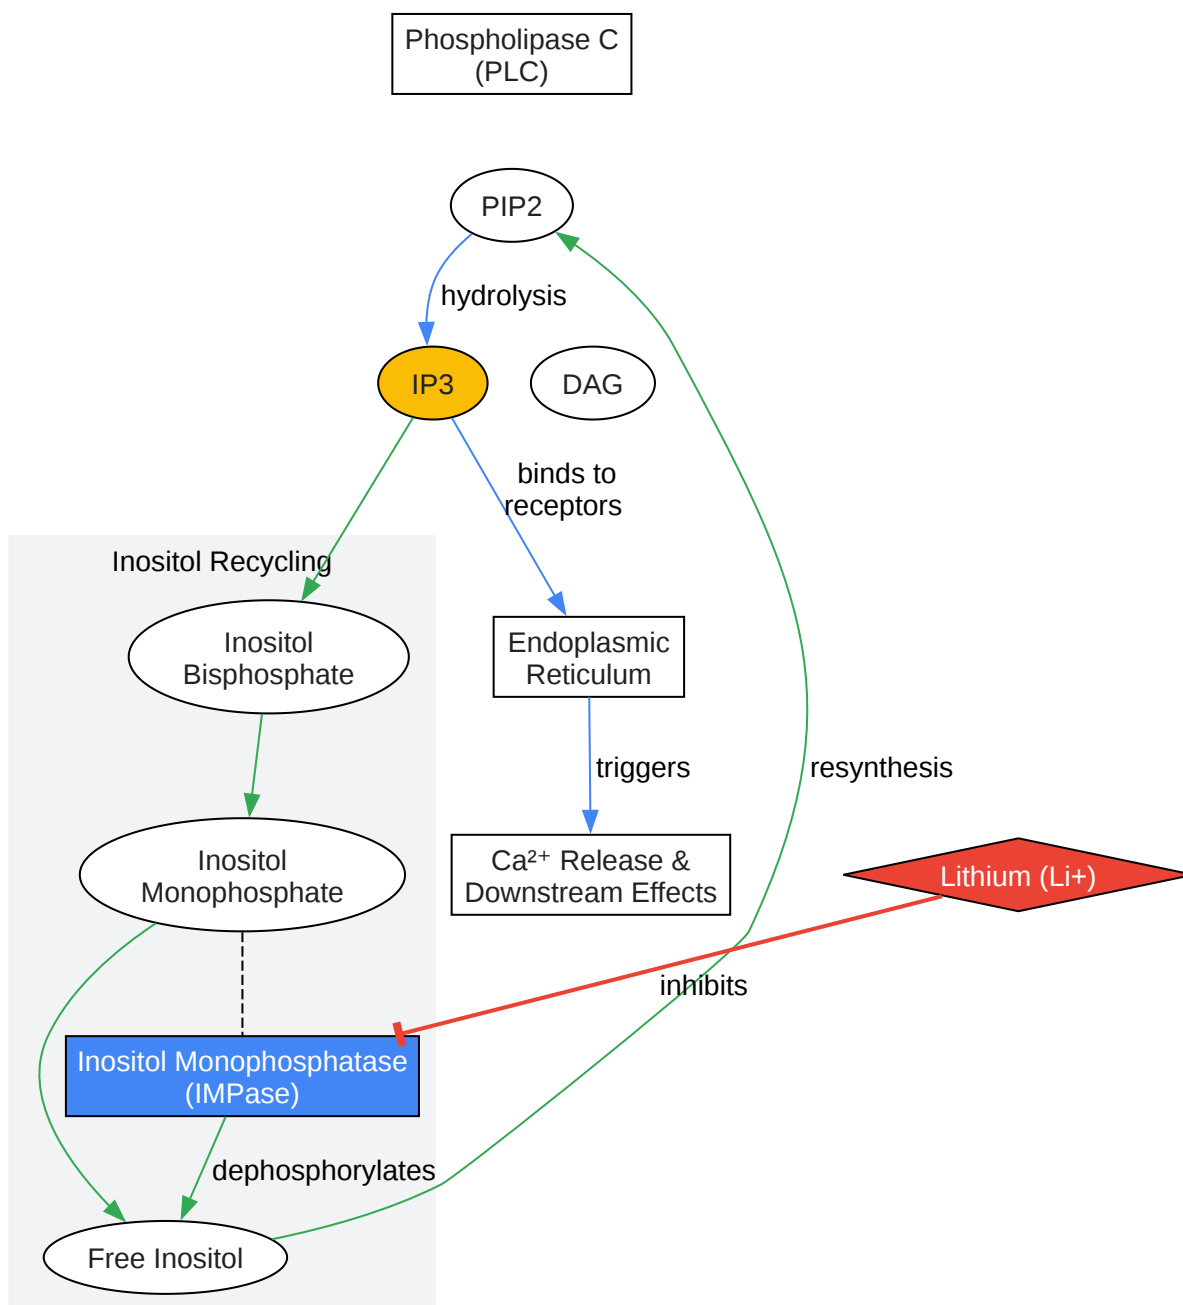 Phospholipase C
(PLC)
PIP2
hydrolysis
IP3
DAG
binds to
receptors
Inositol Recycling
Inositol
Bisphosphate
Endoplasmic
Reticulum
triggers
resynthesis
Inositol
Monophosphate
Ca²⁺ Release &
Downstream Effects
Lithium (Li+)
inhibits
Inositol Monophosphatase
(IMPase)
dephosphorylates
Free Inositol